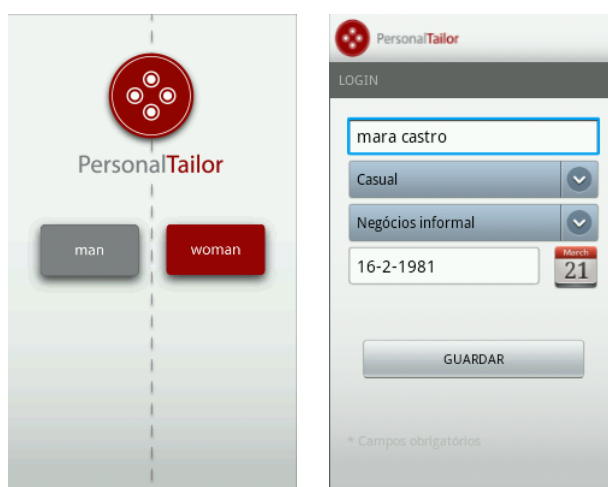 PersonalTailor
man
woman
PersonalTailor
LOGIN
mara castro
Casual
Negócios informal
16-2-1981
March
21
GUARDAR
* Campos obrigatórios